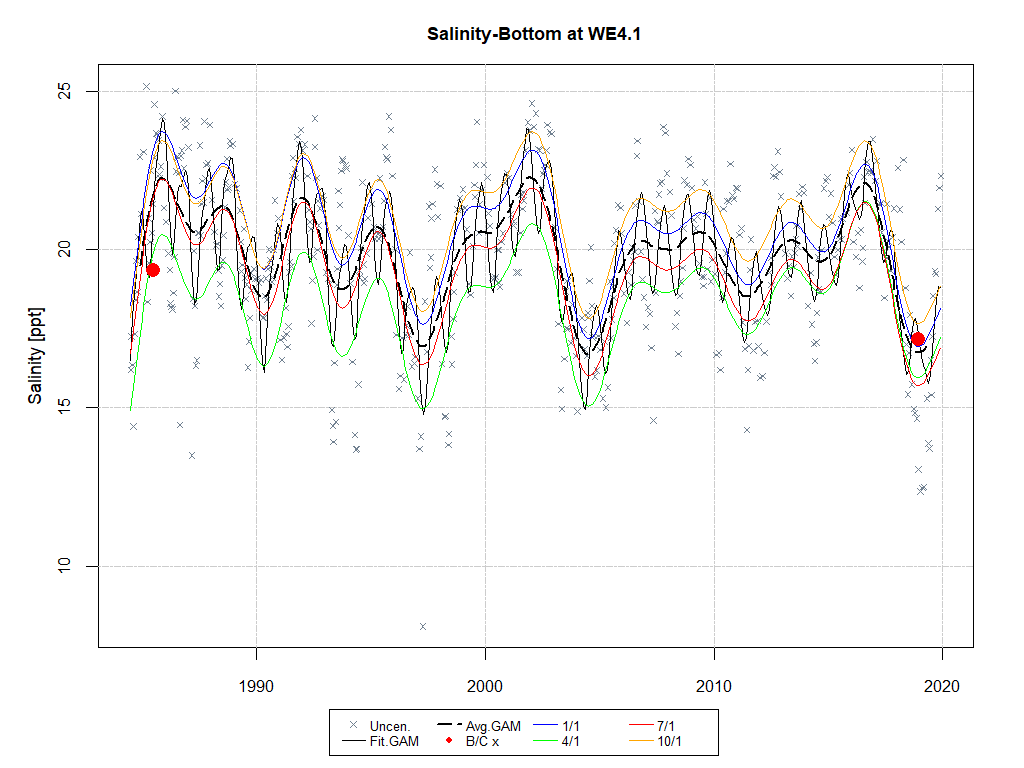 Salinity-Bottom at WE4.1
25
20
15
10
Salinity [ppt]
1990 2000 2010 2020
Uncen. Avg.GAM 1/1 7/1
Fit.GAM B/C x 4/1 10/1